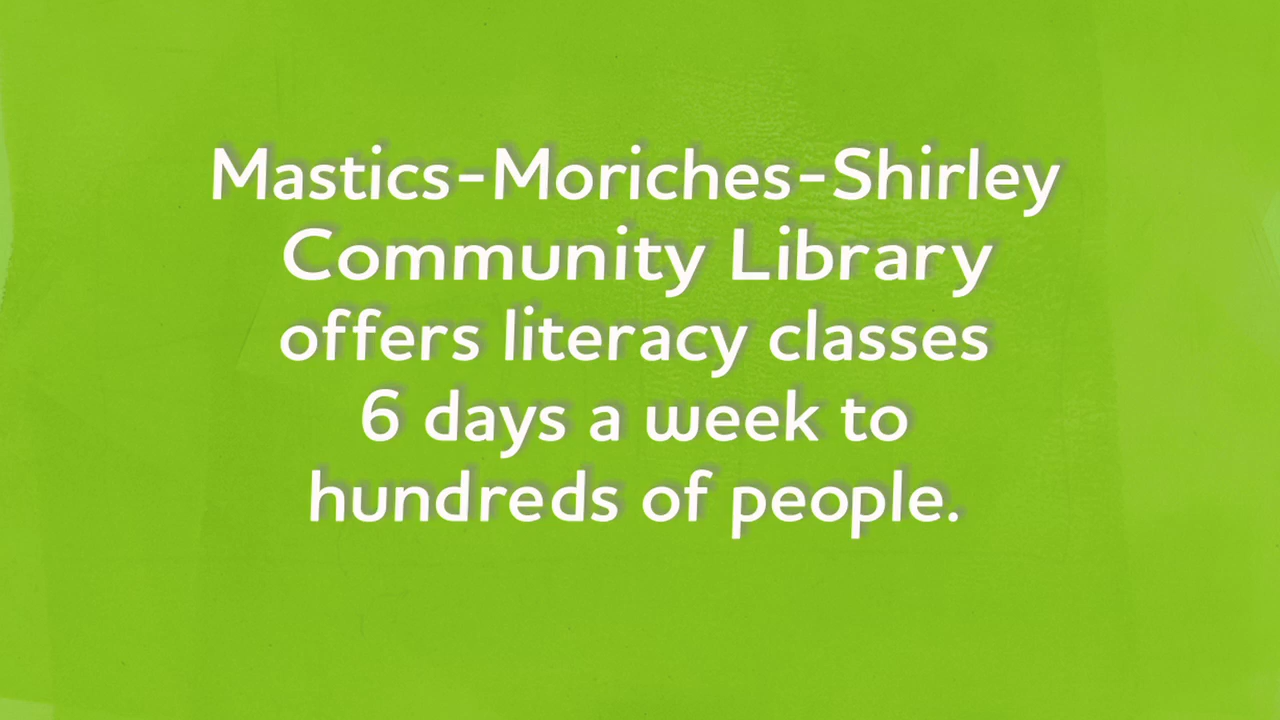 Mastics-Moriches-Shirley
Community Library
offers literacy classes
6 days a week to
hundreds of people.